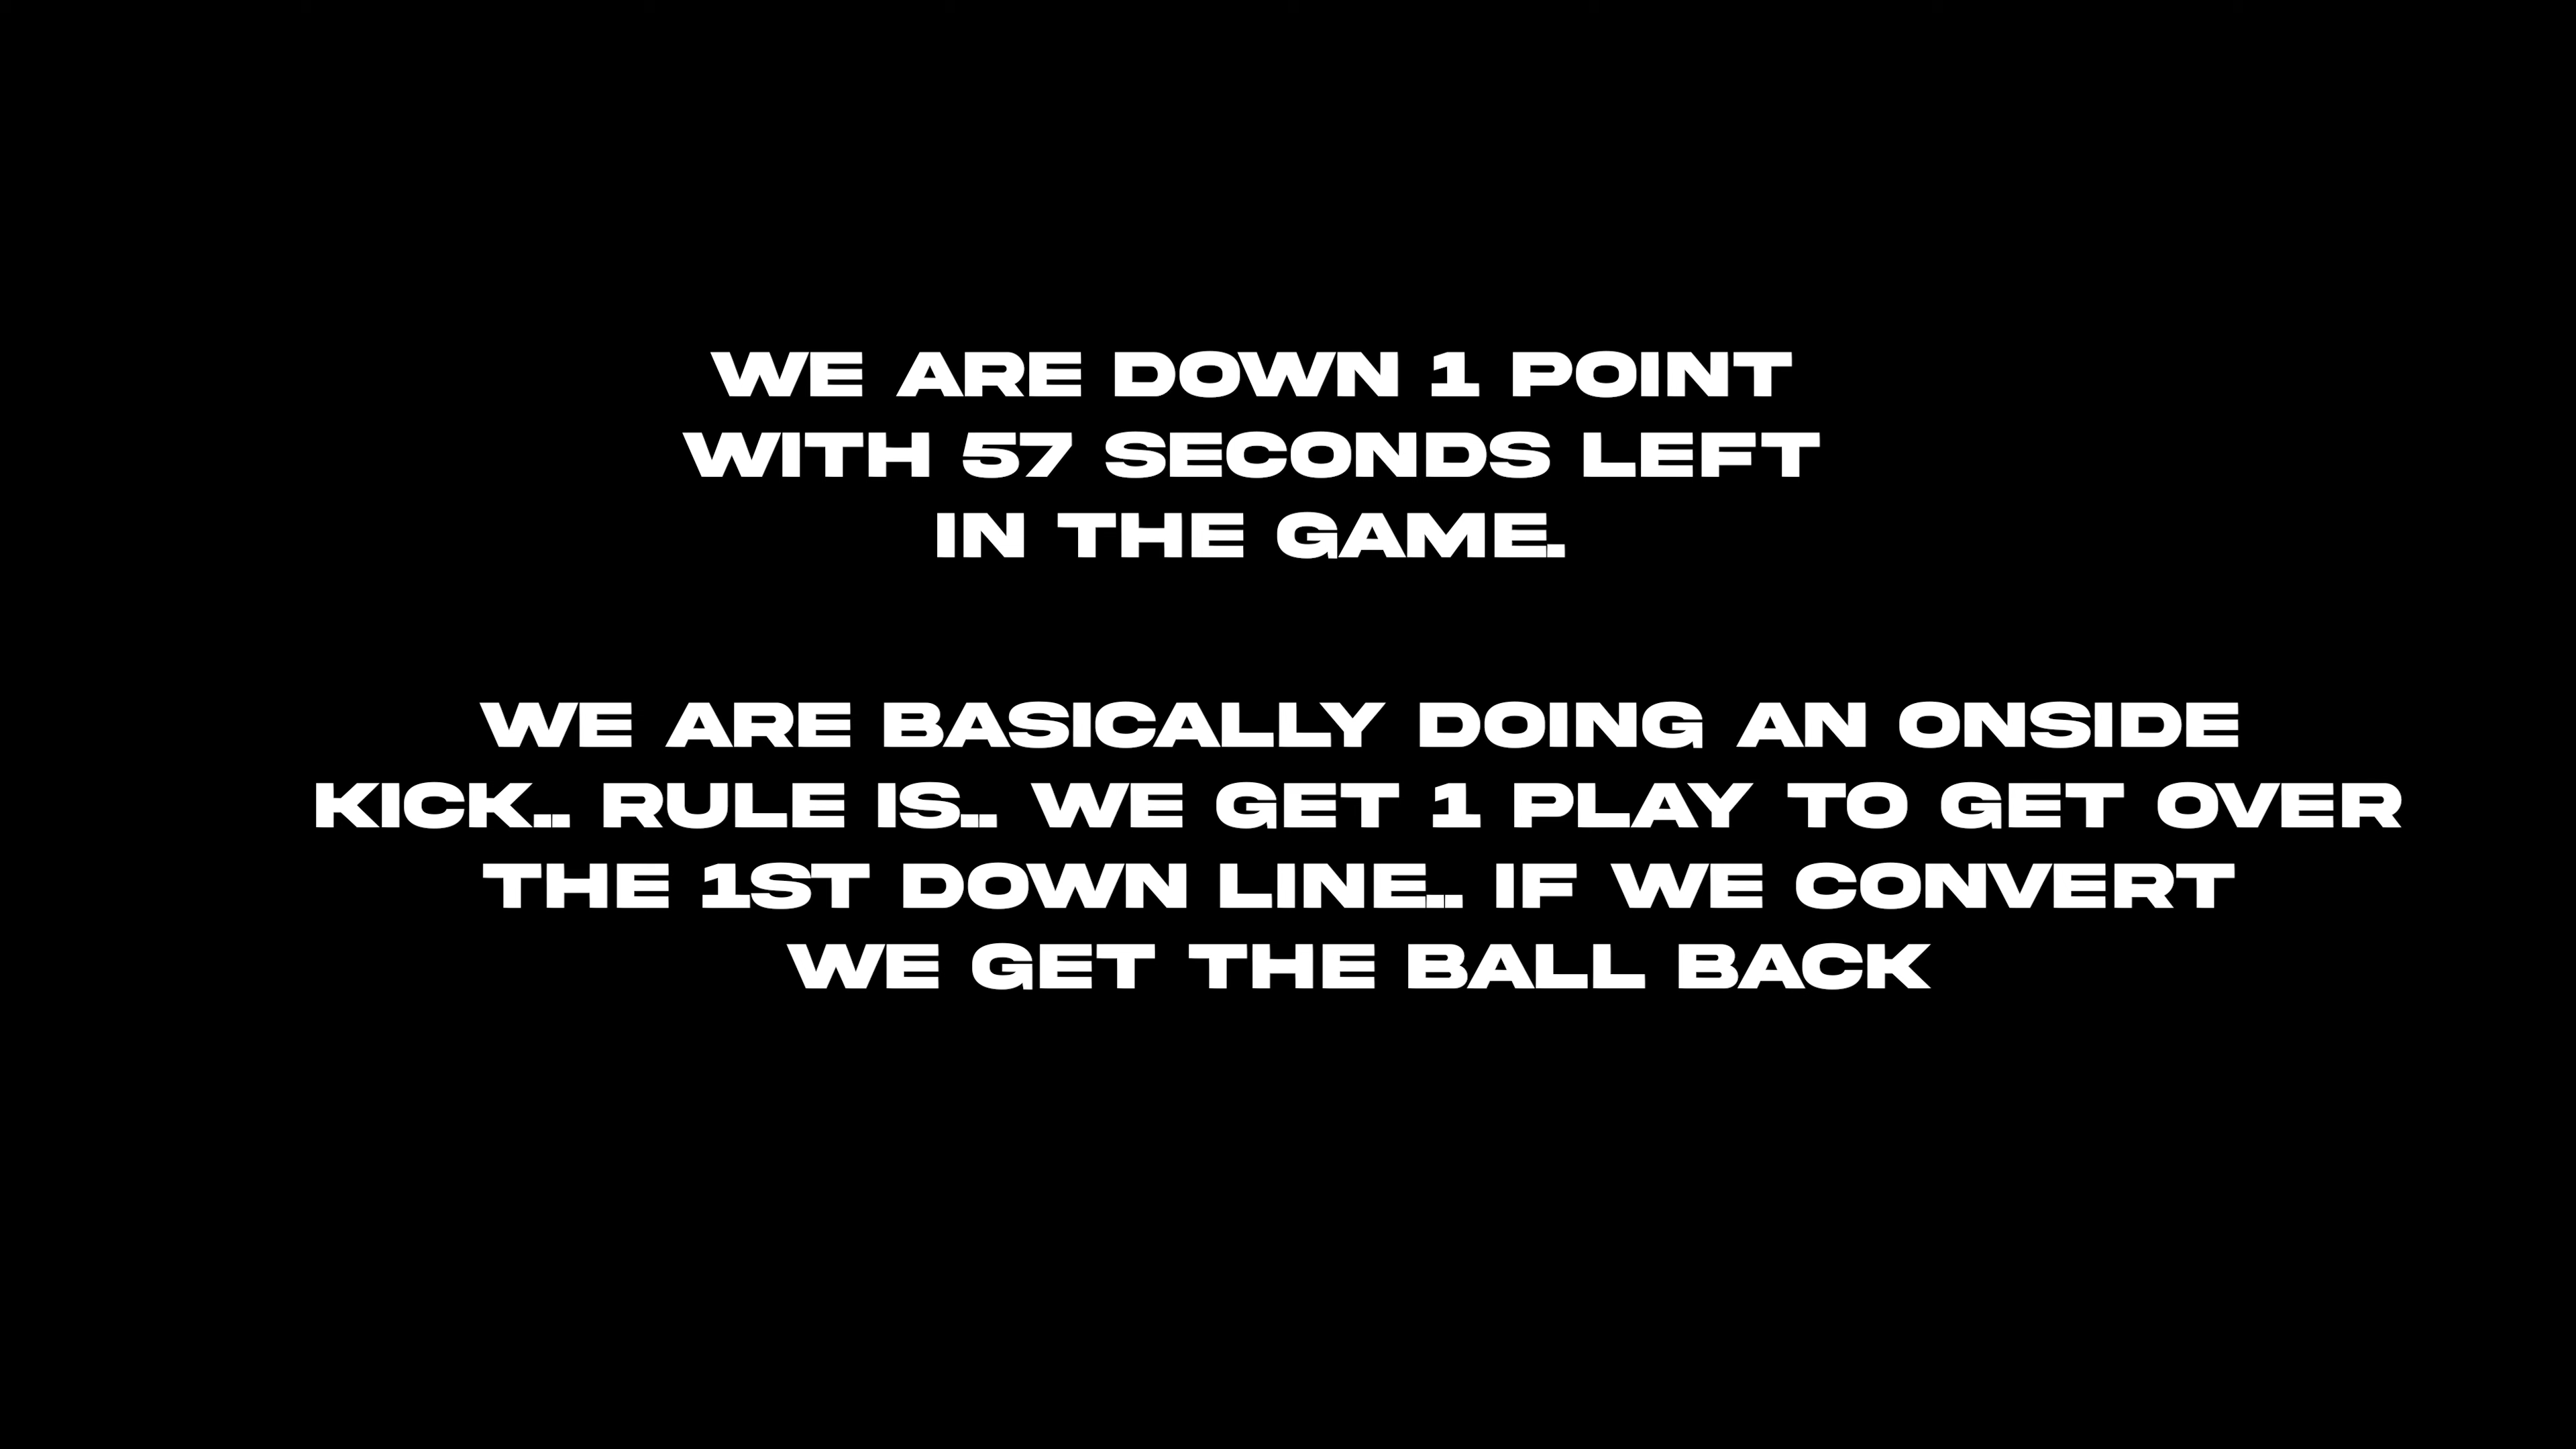 WE ARE DOWN 1 POINT
WITH 57 SECONDS LEFT
IN THE GAME.
WE ARE BASICALLY DOING AN ONSIDE
KICK.. RULE IS.. WE GET 1 PLAY TO GET OVER
THE 1ST DOWN LINE.. IF WE CONVERT
WE GET THE BALL BACK